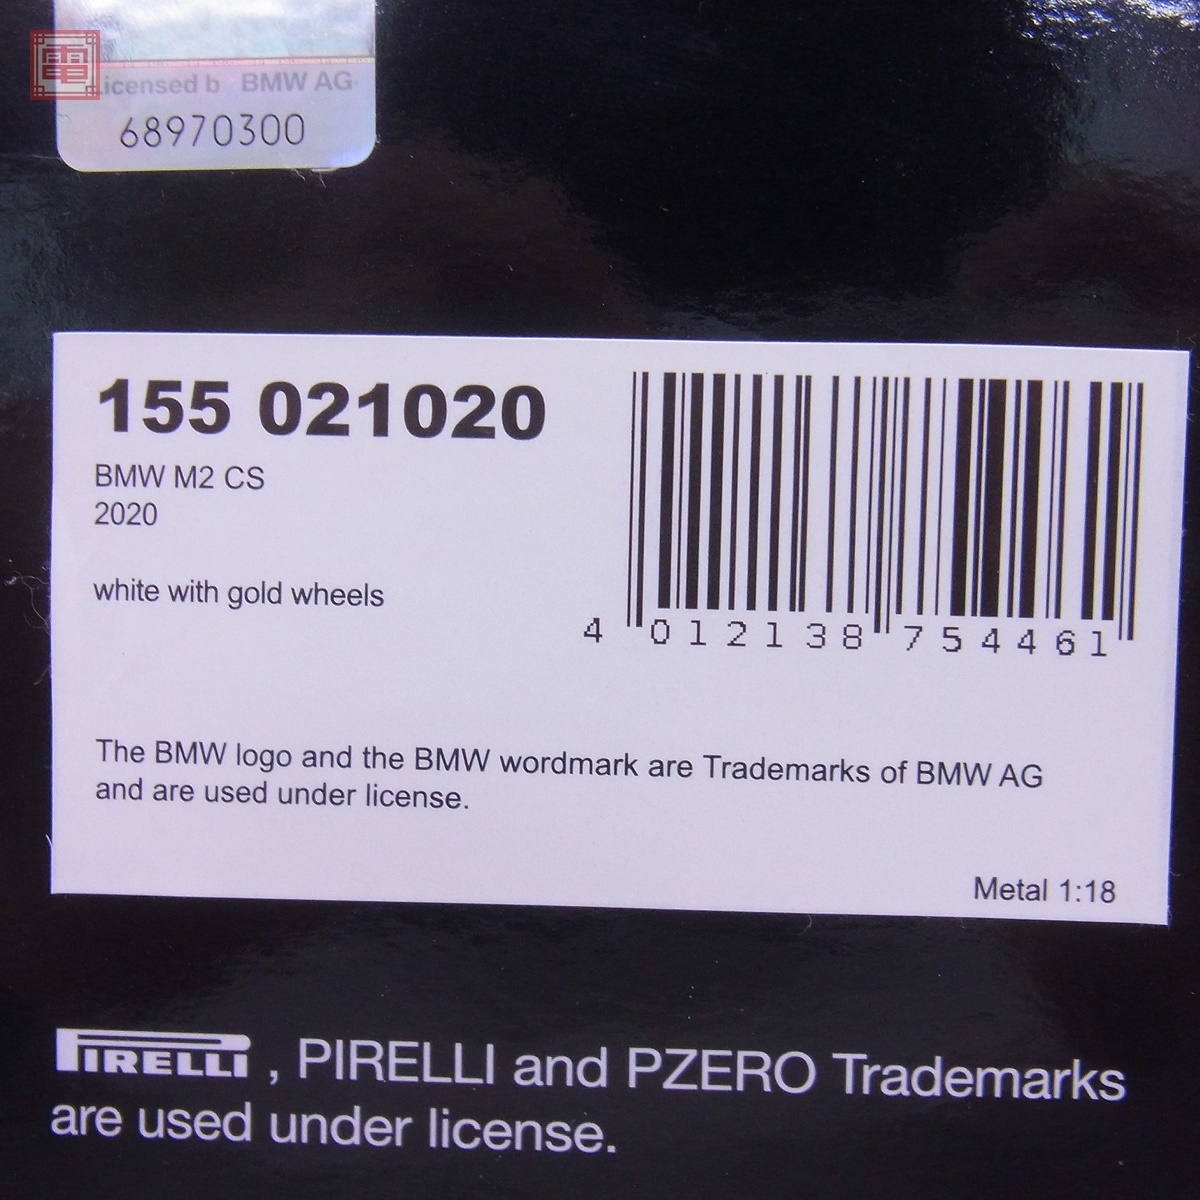 電
Licensed b BMW AG
68970300
155 021020
BMW M2 CS
2020
white with gold wheels
4 012138 754461
The BMW logo and the BMW wordmark are Trademarks of BMW AG
and are used under license.
Metal 1:18
PIRELLI , PIRELLI and PZERO Trademarks
are used under license.